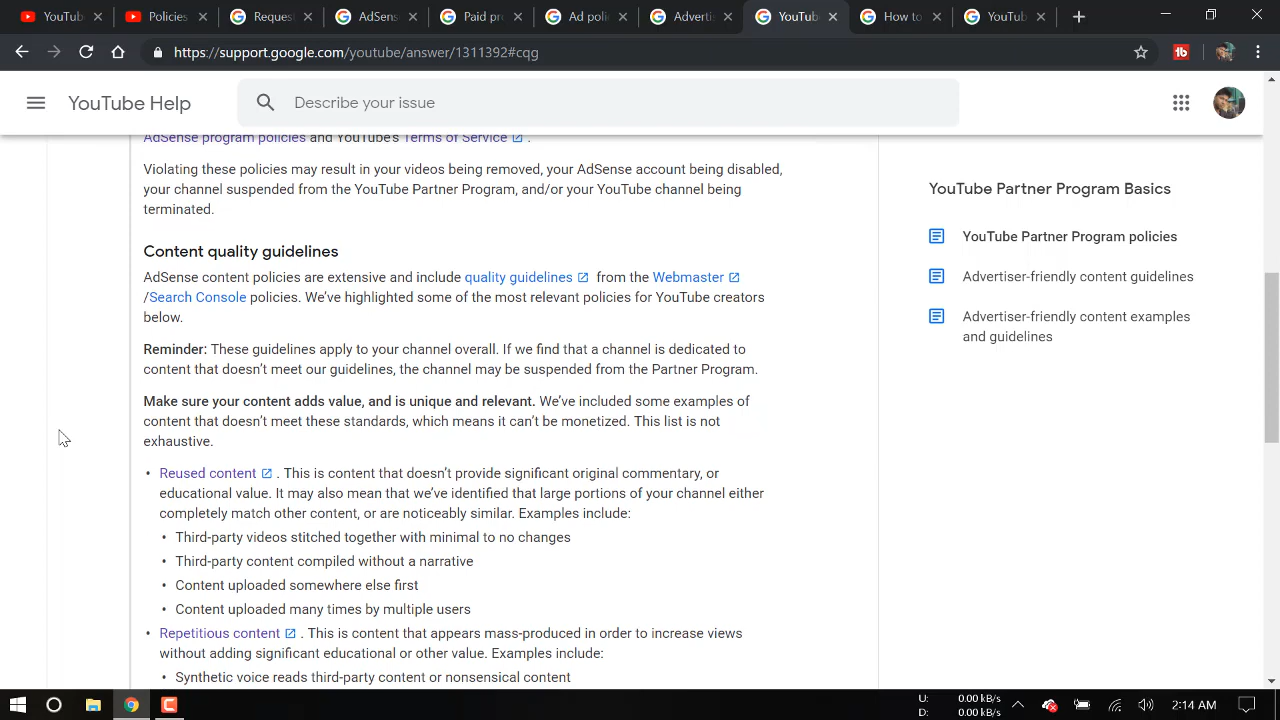 YouTub
Policies
Reques
AdSens
Paid pr
Ad poli
Adverti
YouTub
How to
YouTub
https://support.google.com/youtube/answer/1311392#cqg
YouTube Help
Describe your issue
AdSense program policies and YouTube's Terms of Service .
Violating these policies may result in your videos being removed, your AdSense account being disabled,
your channel suspended from the YouTube Partner Program, and/or your YouTube channel being
terminated.
Content quality guidelines
AdSense content policies are extensive and include quality guidelines from the Webmaster
/Search Console policies. We've highlighted some of the most relevant policies for YouTube creators
below.
Reminder: These guidelines apply to your channel overall. If we find that a channel is dedicated to
content that doesn't meet our guidelines, the channel may be suspended from the Partner Program.
Make sure your content adds value, and is unique and relevant. We've included some examples of
content that doesn't meet these standards, which means it can't be monetized. This list is not
exhaustive.
• Reused content . This is content that doesn't provide significant original commentary, or
educational value. It may also mean that we've identified that large portions of your channel either
completely match other content, or are noticeably similar. Examples include:
• Third-party videos stitched together with minimal to no changes
• Third-party content compiled without a narrative
• Content uploaded somewhere else first
• Content uploaded many times by multiple users
• Repetitious content . This is content that appears mass-produced in order to increase views
without adding significant educational or other value. Examples include:
• Synthetic voice reads third-party content or nonsensical content
YouTube Partner Program Basics
YouTube Partner Program policies
Advertiser-friendly content guidelines
Advertiser-friendly content examples
and guidelines
U: 0.00 kB/s
D: 0.00 kB/s
2:14 AM